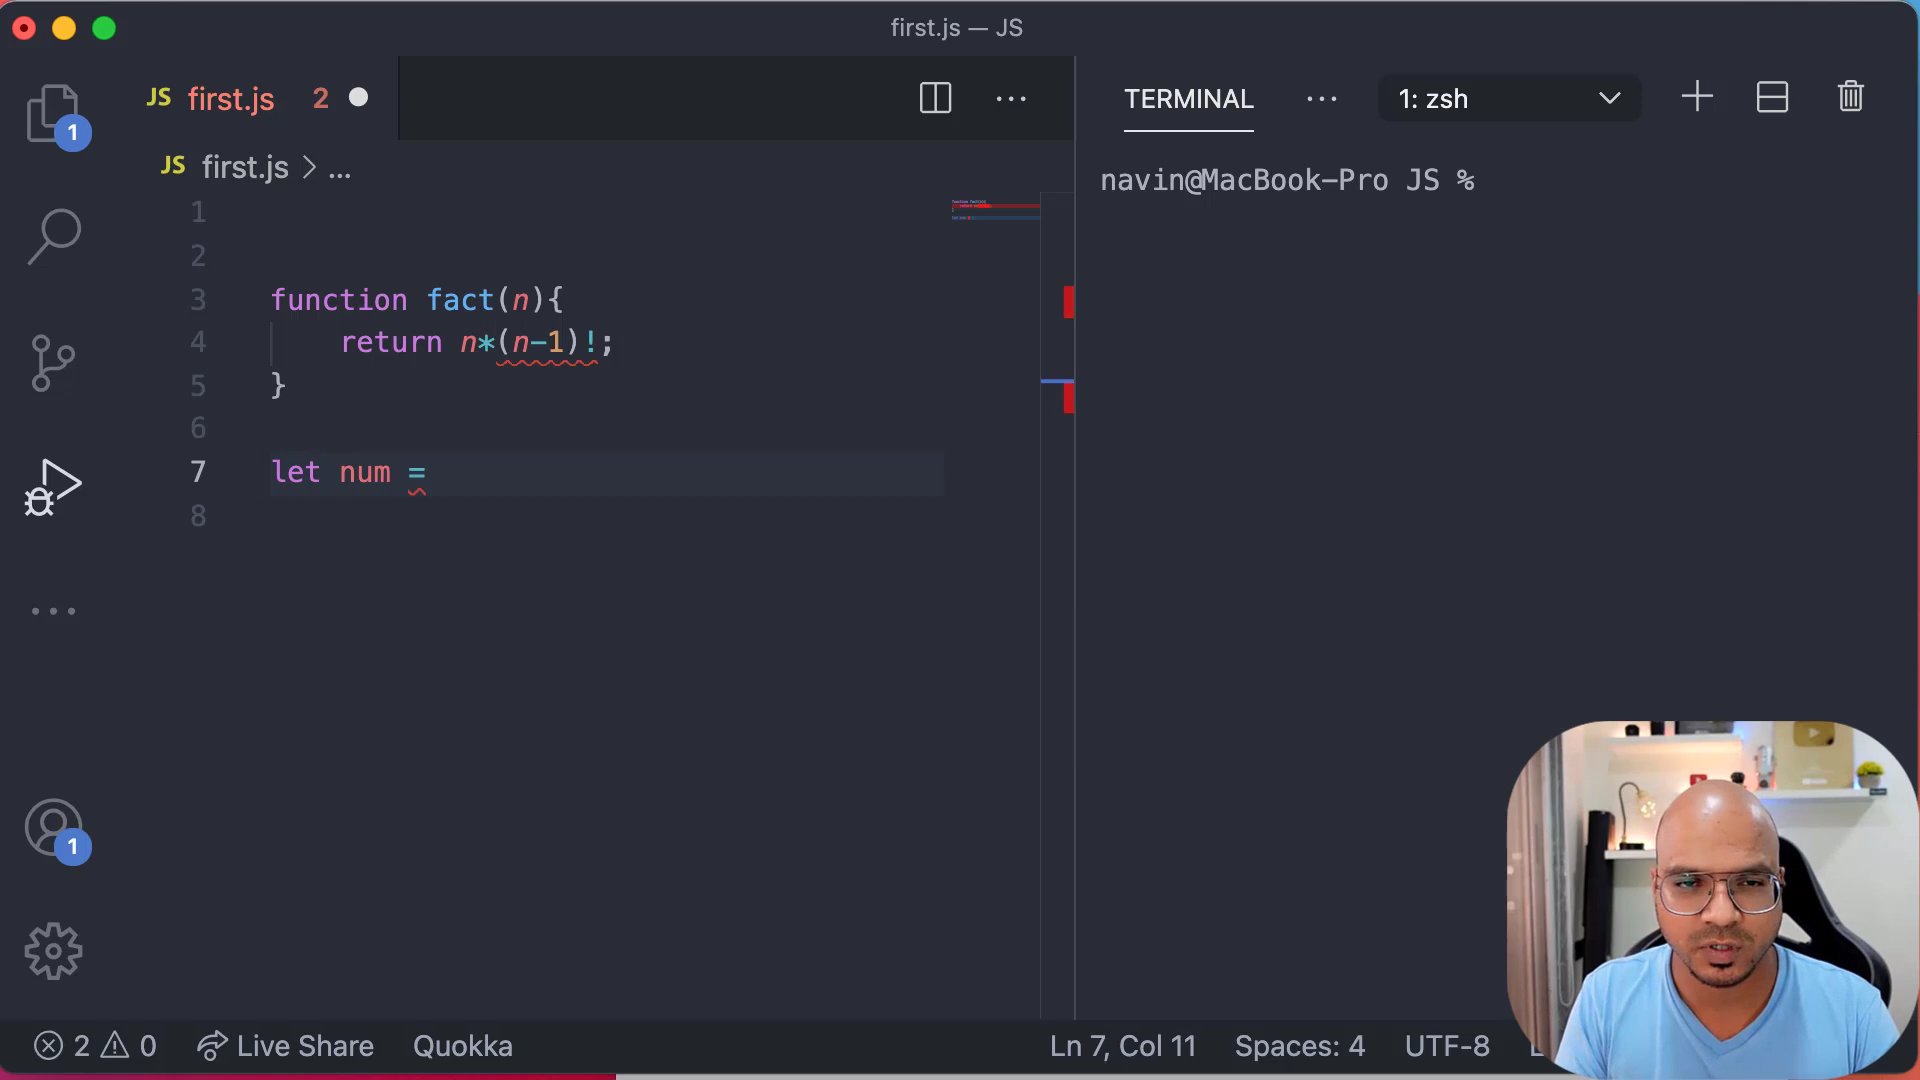 first.js — JS
JS first.js 2
TERMINAL 1: zsh
JS first.js > ...
navin@MacBook-Pro JS %
1
2
3 function fact(n){
4 return n*(n-1)!;
5 }
6
7 let num =
8
1
1
2 0 Live Share Quokka Ln 7, Col 11 Spaces: 4 UTF-8